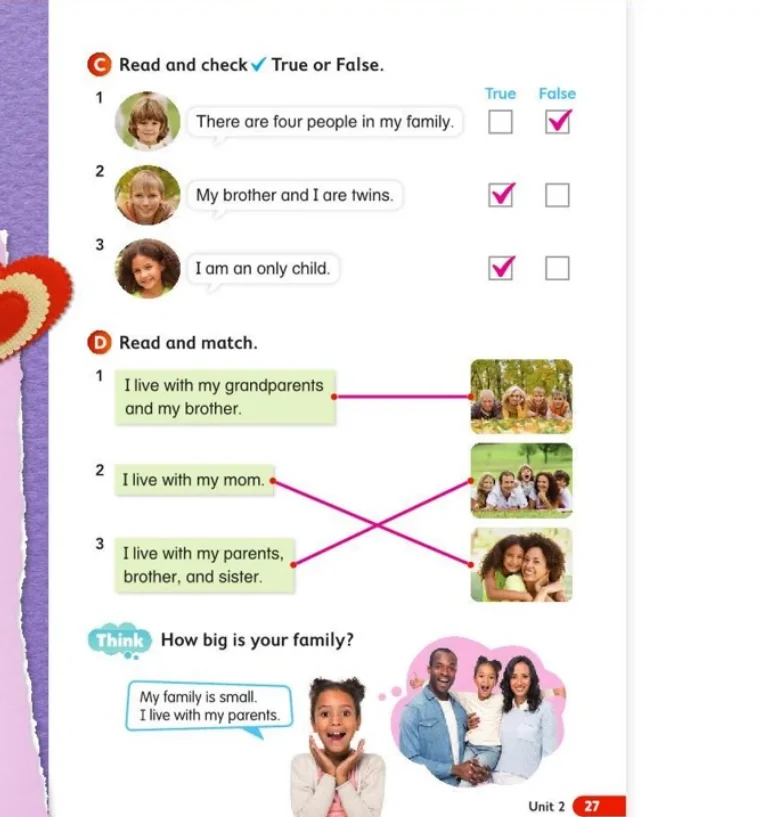 C Read and check ✓ True or False.
True False
1
There are four people in my family.
2
My brother and I are twins.
3
I am an only child.
D Read and match.
1
I live with my grandparents
and my brother.
2
I live with my mom.
3
I live with my parents,
brother, and sister.
Think How big is your family?
My family is small.
I live with my parents.
Unit 2 27